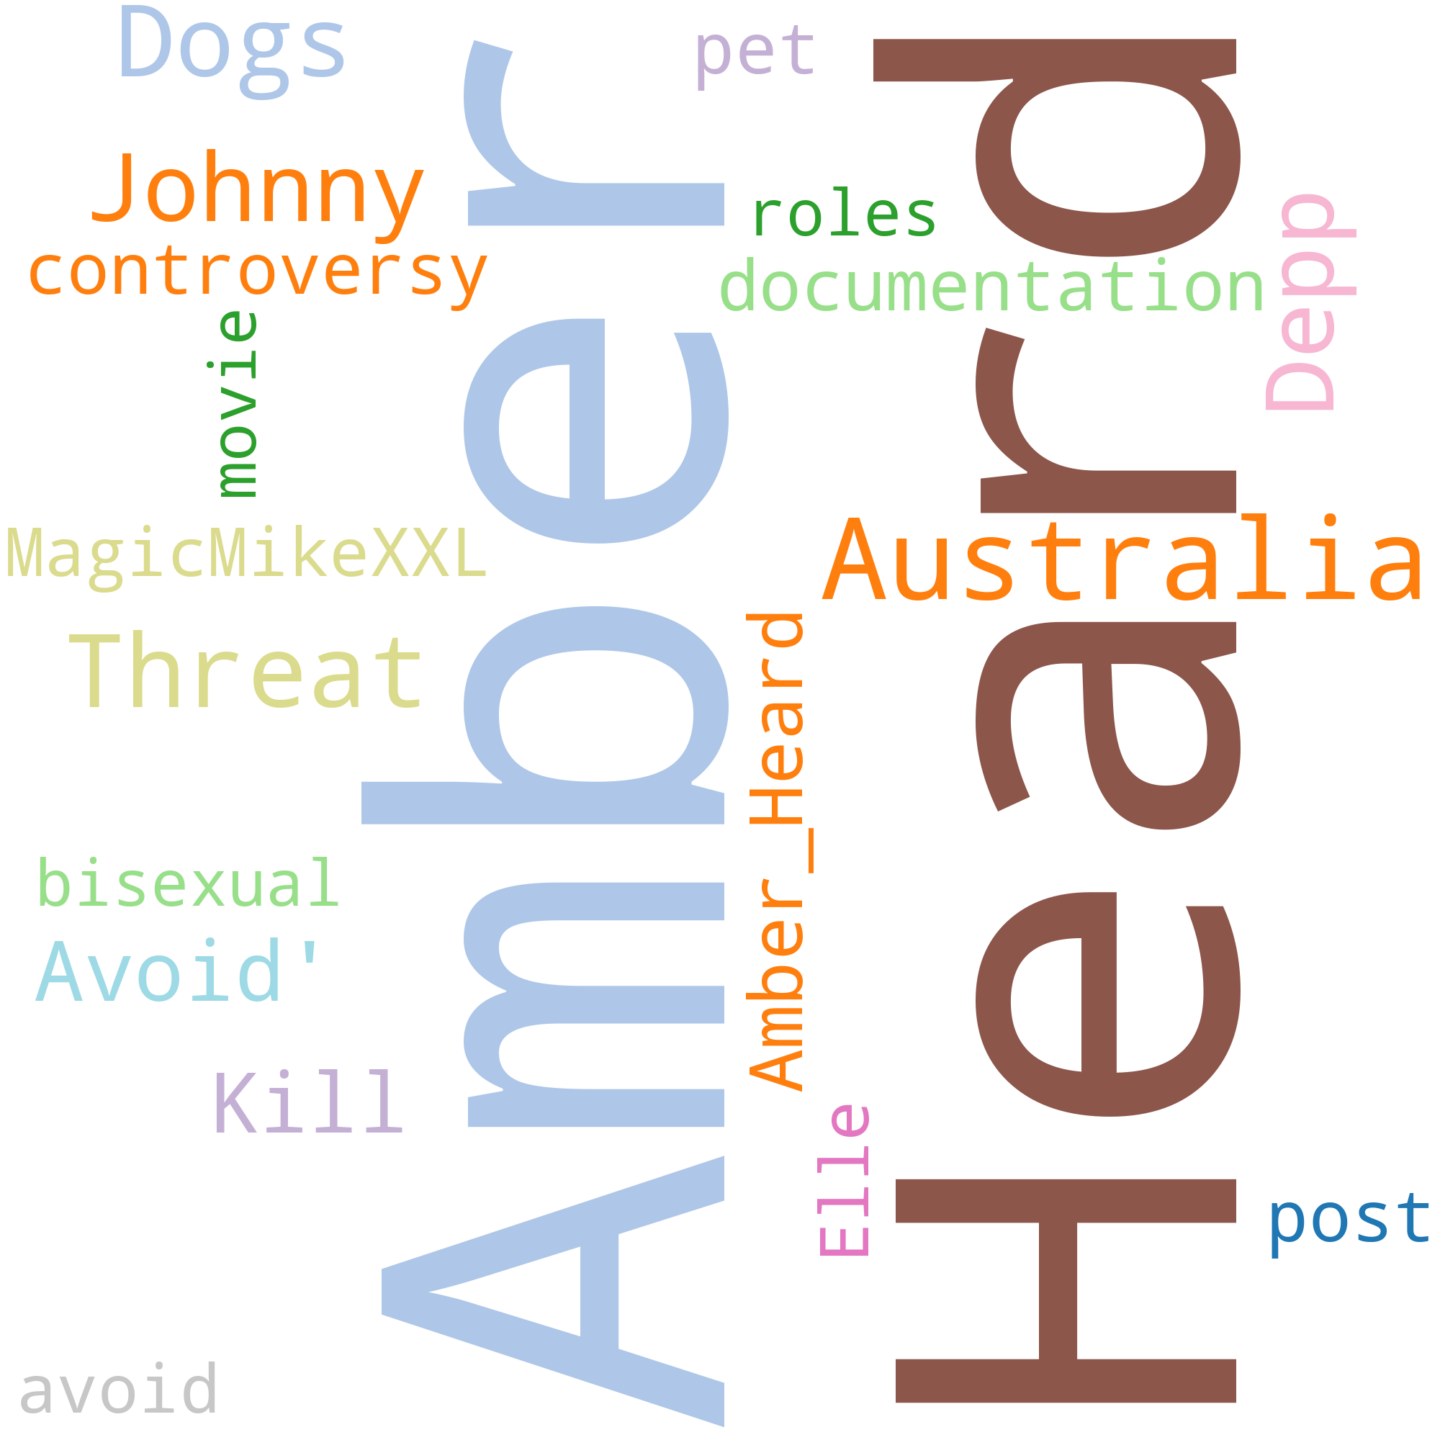 Dogs
pet
Johnny
roles
controversy
documentation
Depp
movie
MagicMikeXXL
Australia
Threat
Amber
Heard
Amber_Heard
bisexual
Avoid'
Kill
Elle
post
avoid